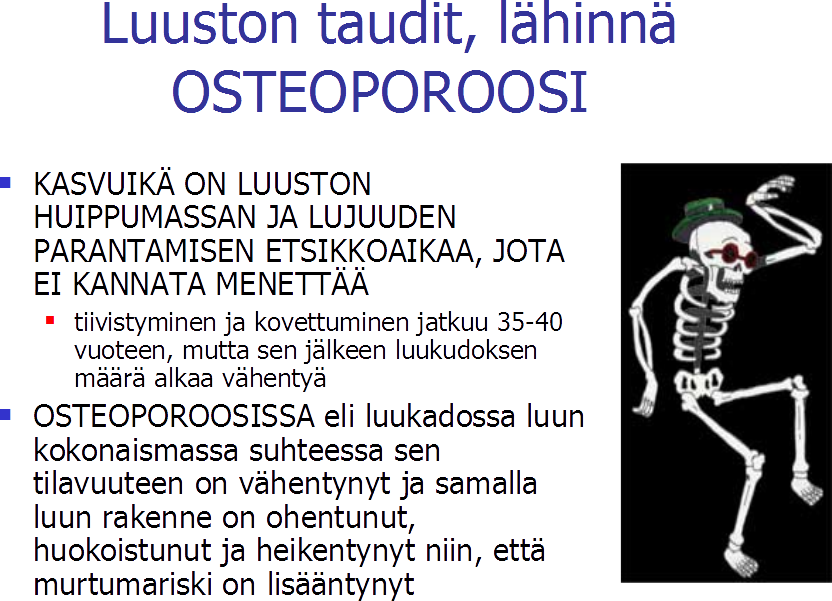 Luuston taudit, lähinnä
OSTEOPOROOSI
KASVUIKÄ ON LUUSTON
HUIPPUMASSAN JA LUJUUDEN
PARANTAMISEN ETSIKKOAIKAA, JOTA
EI KANNATA MENETTÄÄ
tiivistyminen ja kovettuminen jatkuu 35-40
vuoteen, mutta sen jälkeen luukudoksen
määrä alkaa vähentyä
OSTEOPOROOSISSA eli luukadossa luun
kokonaismassa suhteessa sen
tilavuuteen on vähentynyt ja samalla
luun rakenne on ohentunut,
huokoistunut ja heikentynyt niin, että
murtumariski on lisääntynyt